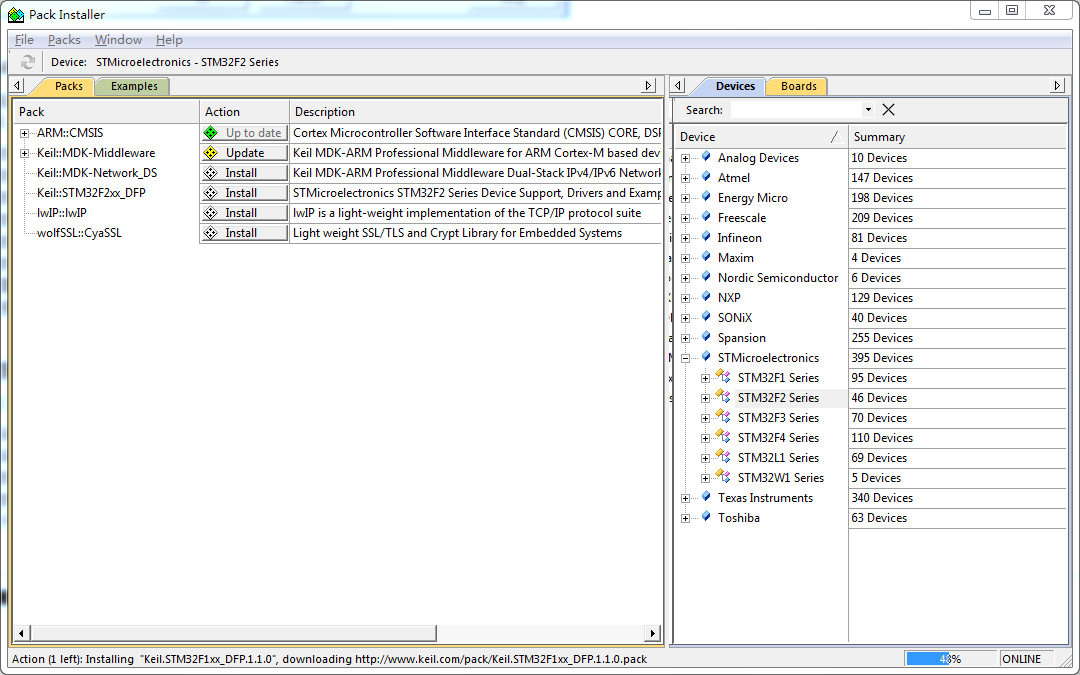 Pack Installer
File Packs Window Help
Device: STMicroelectronics - STM32F2 Series
Packs Examples
Pack Action Description
ARM::CMSIS Up to date Cortex Microcontroller Software Interface Standard (CMSIS) CORE, DSP
Keil::MDK-Middleware Update Keil MDK-ARM Professional Middleware for ARM Cortex-M based dev
Keil::MDK-Network_DS Install Keil MDK-ARM Professional Middleware Dual-Stack IPv4/IPv6 Network
Keil::STM32F2xx_DFP Install STMicroelectronics STM32F2 Series Device Support, Drivers and Examp
lwIP::lwIP Install lwIP is a light-weight implementation of the TCP/IP protocol suite
wolfSSL::CyaSSL Install Light weight SSL/TLS and Crypt Library for Embedded Systems
Devices Boards
Search:
Device Summary
Analog Devices 10 Devices
Atmel 147 Devices
Energy Micro 198 Devices
Freescale 209 Devices
Infineon 81 Devices
Maxim 4 Devices
Nordic Semiconductor 6 Devices
NXP 129 Devices
SONiX 40 Devices
Spansion 255 Devices
STMicroelectronics 395 Devices
STM32F1 Series 95 Devices
STM32F2 Series 46 Devices
STM32F3 Series 70 Devices
STM32F4 Series 110 Devices
STM32L1 Series 69 Devices
STM32W1 Series 5 Devices
Texas Instruments 340 Devices
Toshiba 63 Devices
Action (1 left): Installing "Keil.STM32F1xx_DFP.1.1.0", downloading http://www.keil.com/pack/Keil.STM32F1xx_DFP.1.1.0.pack
ONLINE